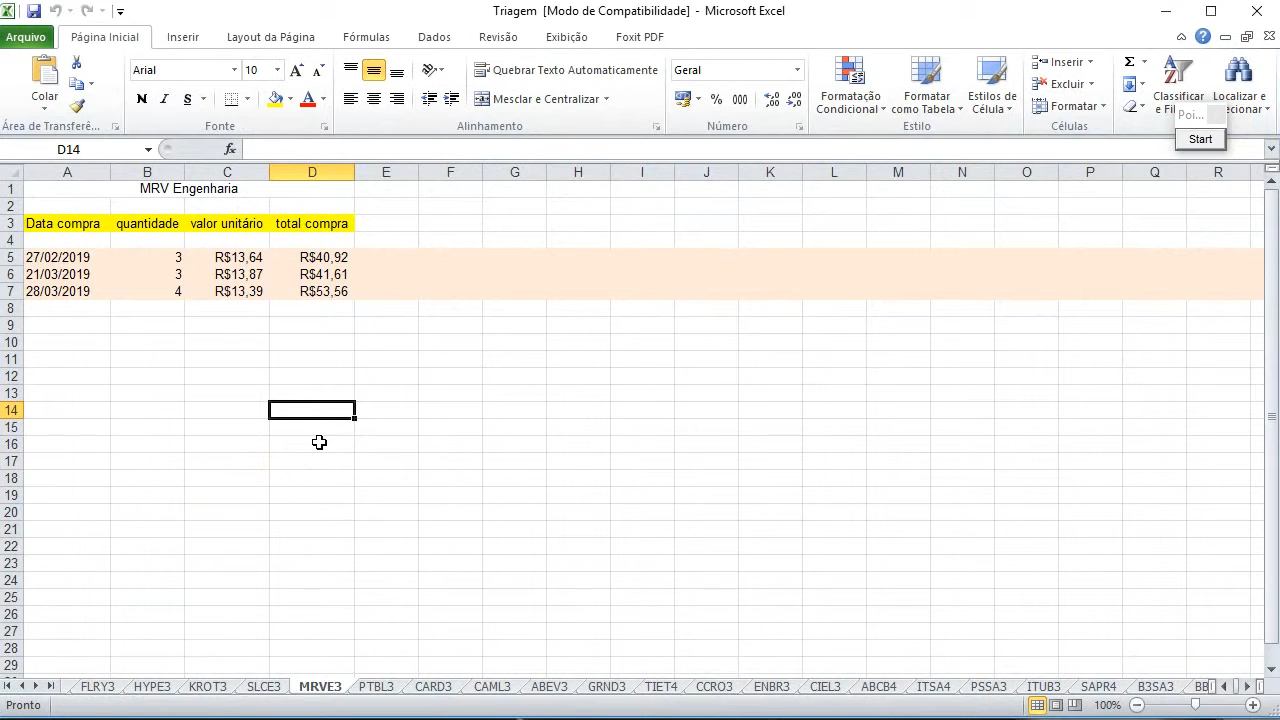 Triagem [Modo de Compatibilidade] - Microsoft Excel
Arquivo Página Inicial Inserir Layout da Página Fórmulas Dados Revisão Exibição Foxit PDF
Colar
Área de Transferê...
Arial 10
N I S
Fonte
Quebrar Texto Automaticamente
Mesclar e Centralizar
Alinhamento
Geral
% 000
Número
Formatação Condicional
Formatar como Tabela
Estilos de Célula
Estilo
Inserir
Excluir
Formatar
Células
Classificar e Fil
Localizar e ecionar
Poi...
Start
D14 fx
A B C D E F G H I J K L M N O P Q R
1 MRV Engenharia
2
3 Data compra quantidade valor unitário total compra
4
5 27/02/2019 3 R$13,64 R$40,92
6 21/03/2019 3 R$13,87 R$41,61
7 28/03/2019 4 R$13,39 R$53,56
8
9
10
11
12
13
14
15
16
17
18
19
20
21
22
23
24
25
26
27
28
29
FLRY3 HYPE3 KROT3 SLCE3 MRVE3 PTBL3 CARD3 CAML3 ABEV3 GRND3 TIET4 CCRO3 ENBR3 CIEL3 ABCB4 ITSA4 PSSA3 ITUB3 SAPR4 B3SA3 BB
Pronto 100%